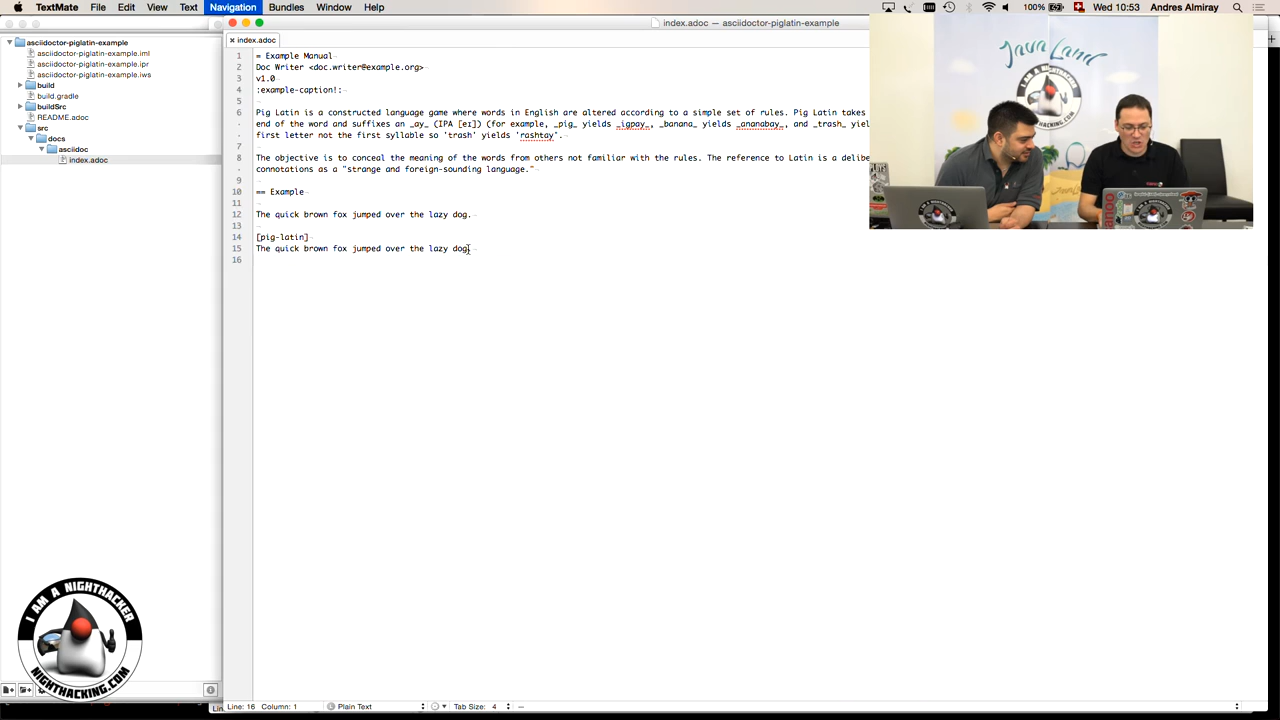 TextMate File Edit View Text Navigation Bundles Window Help 100% Wed 10:53 Andres Almiray
index.adoc — asciidoctor-piglatin-example
asciidoctor-piglatin-example
asciidoctor-piglatin-example.iml
asciidoctor-piglatin-example.ipr
asciidoctor-piglatin-example.iws
build
build.gradle
buildSrc
README.adoc
src
docs
asciidoc
index.adoc
index.adoc
1 = Example Manual
2 Doc Writer <doc.writer@example.org>
3 v1.0
4 :example-caption!:
5
6 Pig Latin is a constructed language game where words in English are altered according to a simple set of rules. Pig Latin takes
end of the word and suffixes an _ay_ (IPA [eɪ]) (for example, _pig_ yields _igpay_, _banana_ yields _ananabay_, and _trash_ yiel
first letter not the first syllable so 'trash' yields 'rashtay'.
7
8 The objective is to conceal the meaning of the words from others not familiar with the rules. The reference to Latin is a delibe
connotations as a "strange and foreign-sounding language."
9
10 == Example
11
12 The quick brown fox jumped over the lazy dog.
13
14 [pig-latin]
15 The quick brown fox jumped over the lazy dog.
16
Java Land
I AM A NIGHTHACKER
NIGHTHACKING.COM
Lin
Line: 16 Column: 1 Plain Text Tab Size: 4 —